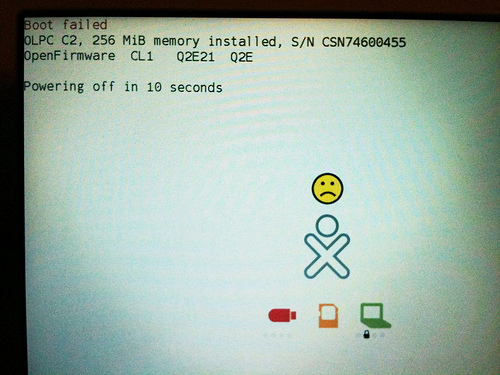 Boot failed
OLPC C2, 256 MiB memory installed, S/N CSN74600455
OpenFirmware  CL1   Q2E21  Q2E
Powering off in 10 seconds